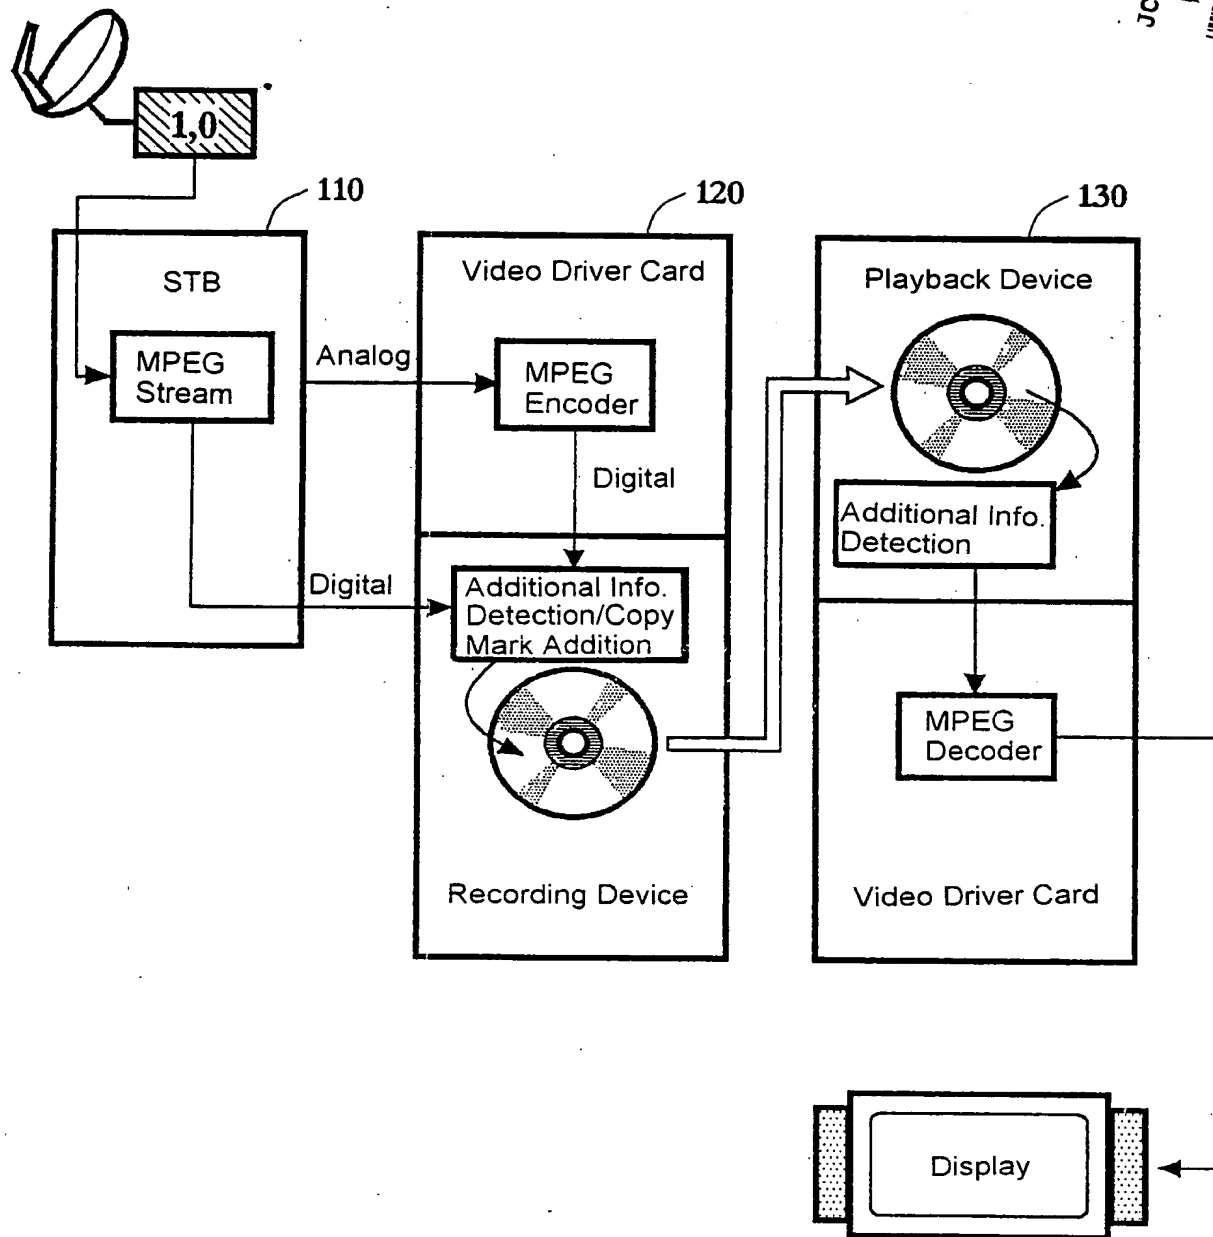 JC
1,0
110
120
130
STB
Video Driver Card
Playback Device
MPEG
Stream
Analog
MPEG
Encoder
Digital
Additional Info.
Detection
Digital
Additional Info.
Detection/Copy
Mark Addition
MPEG
Decoder
Recording Device
Video Driver Card
Display